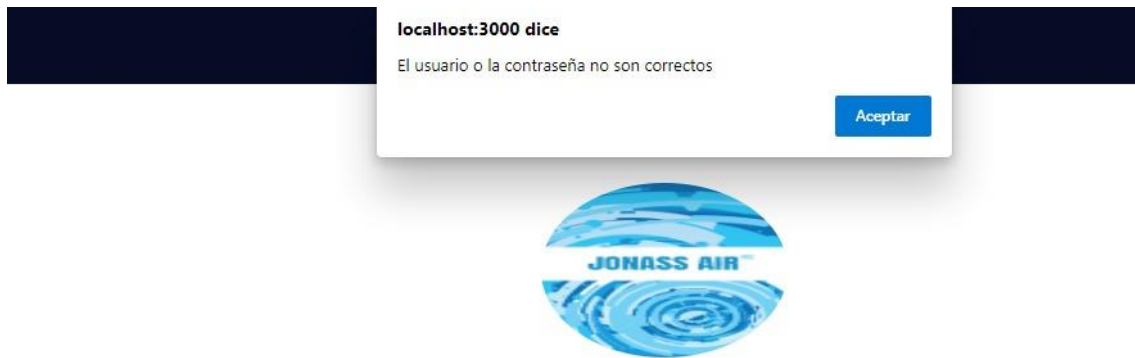 localhost:3000 dice
El usuario o la contraseña no son correctos
Aceptar
JONASS AIR